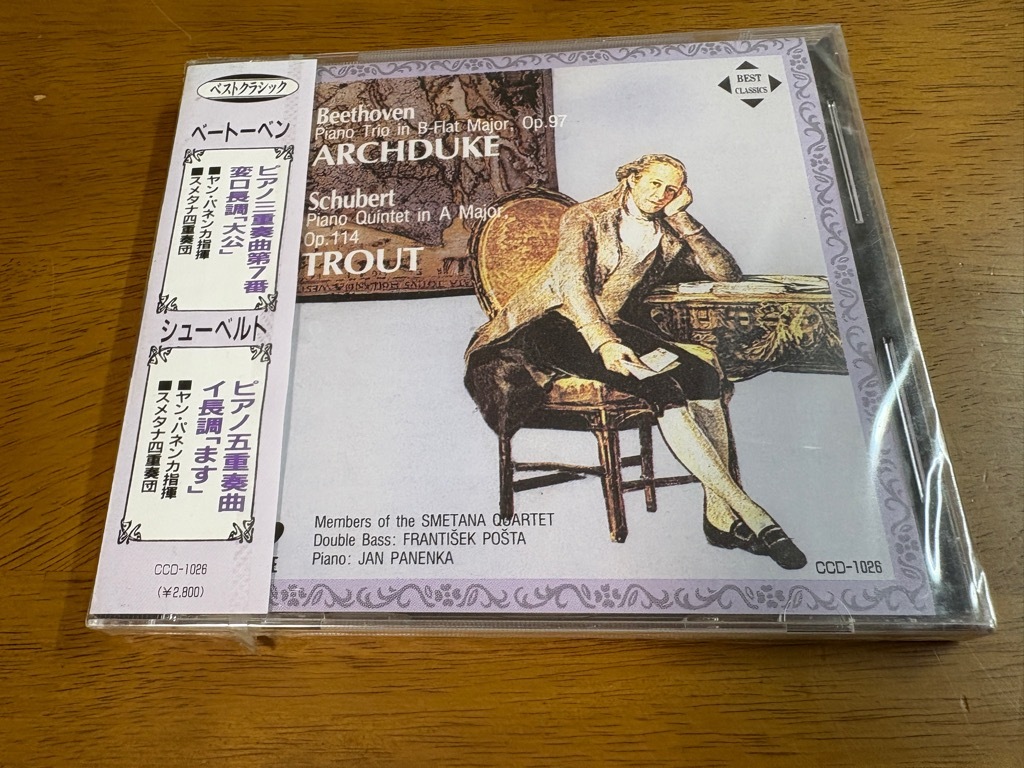 ベストクラシック
ベートーベン
ピアノ三重奏曲第7番
変ロ長調「大公」
■ヤン・パネンカ指揮
■スメタナ四重奏団
シューベルト
ピアノ五重奏曲
イ長調「ます」
■ヤン・パネンカ指揮
■スメタナ四重奏団
CCD-1026
(¥2,800)
BEST
CLASSICS
Beethoven
Piano Trio in B-Flat Major, Op.97
ARCHDUKE
Schubert
Piano Quintet in A Major,
Op.114
TROUT
Members of the SMETANA QUARTET
Double Bass: FRANTIŠEK POŠTA
Piano: JAN PANENKA
CCD-1026